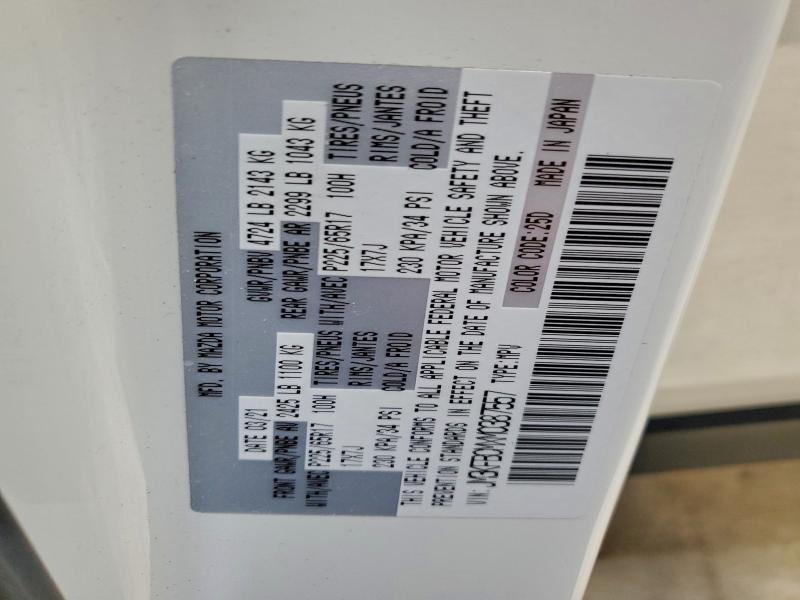 MFD. BY MAZDA MOTOR CORPORATION
DATE 03/21 GVWR/PNBV 4724 LB 2143 KG
FRONT GAWR/PNBE AV 2425 LB 1100 KG REAR GAWR/PNBE AR 2299 LB 1043 KG
WITH/AVEC P225/65R17 100H TIRES/PNEUS WITH/AVEC P225/65R17 100H TIRES/PNEUS
17X7J RIMS/JANTES 17X7J RIMS/JANTES
230 KPA/34 PSI COLD/A FROID 230 KPA/34 PSI COLD/A FROID
THIS VEHICLE CONFORMS TO ALL APPLICABLE FEDERAL MOTOR VEHICLE SAFETY AND THEFT
PREVENTION STANDARDS IN EFFECT ON THE DATE OF MANUFACTURE SHOWN ABOVE.
VIN: TYPE:MPV COLOR CODE:25D MADE IN JAPAN